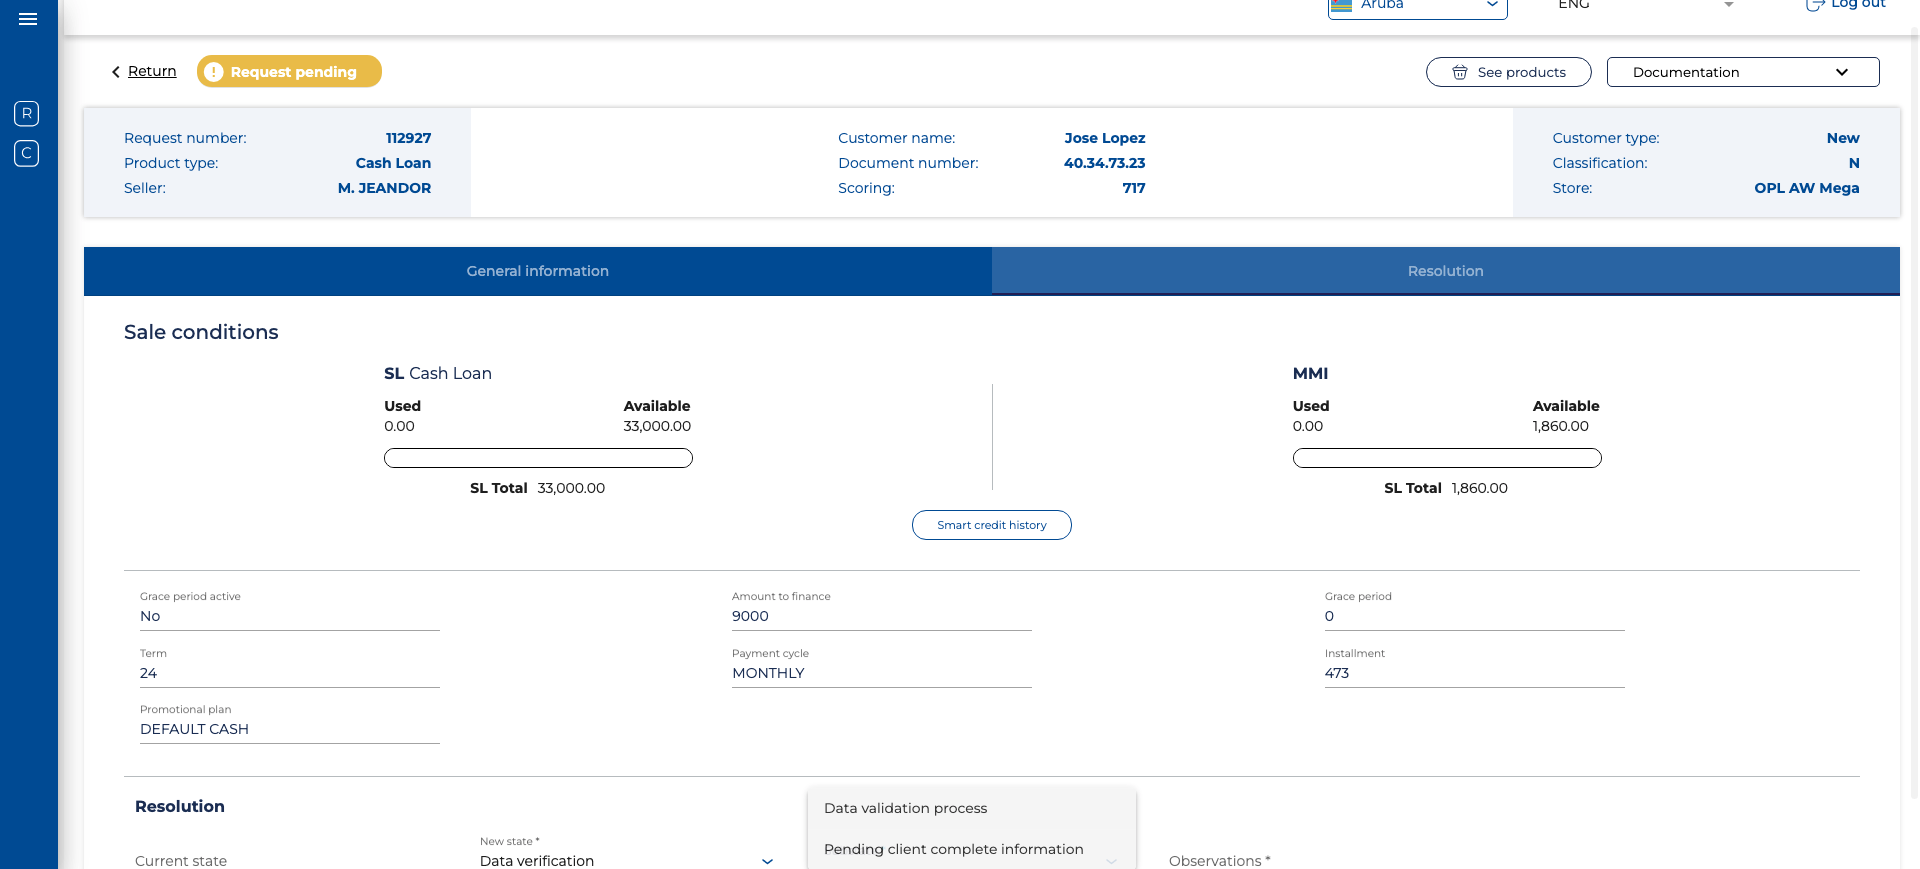 Aruba
ENG
Log out
Return
Request pending
See products
Documentation
R
C
Request number: 112927
Product type: Cash Loan
Seller: M. JEANDOR
Customer name: Jose Lopez
Document number: 40.34.73.23
Scoring: 717
Customer type: New
Classification: N
Store: OPL AW Mega
General information
Resolution
Sale conditions
SL Cash Loan
Used Available
0.00 33,000.00
SL Total 33,000.00
MMI
Used Available
0.00 1,860.00
SL Total 1,860.00
Smart credit history
Grace period active
No
Amount to finance
9000
Grace period
0
Term
24
Payment cycle
MONTHLY
Installment
473
Promotional plan
DEFAULT CASH
Resolution
Current state
New state *
Data verification
Data validation process
Pending client complete information
Observations *